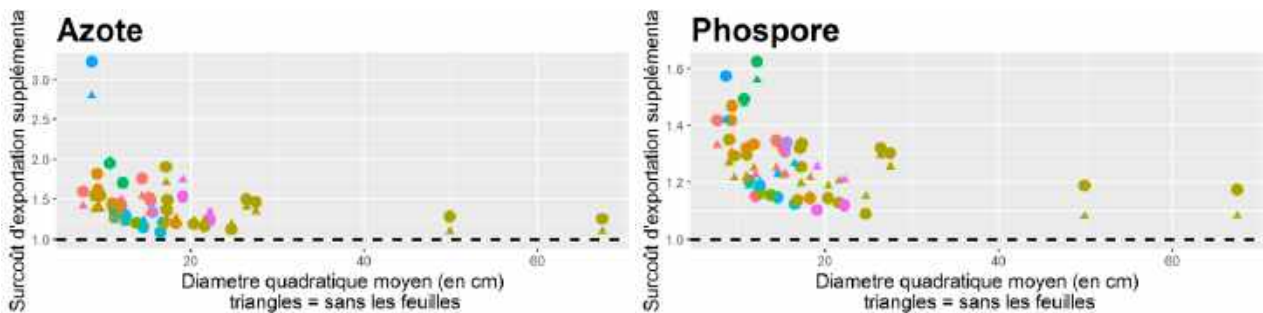 Azote
Surcoût d'exportation supplémenta
3.0
2.5
2.0
1.5
1.0
20
40
60
Diametre quadratique moyen (en cm)
triangles = sans les feuilles
Phospore
Surcoût d'exportation supplémenta
1.6
1.4
1.2
1.0
20
40
60
Diametre quadratique moyen (en cm)
triangles = sans les feuilles